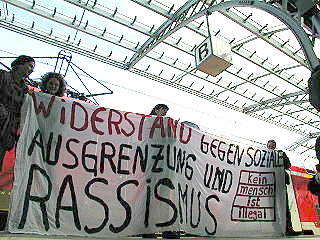 B
WIDERSTAND GEGEN SOZIALE
AUSGRENZUNG UND
RASSISMUS
Kein
mensch
ist
illegal